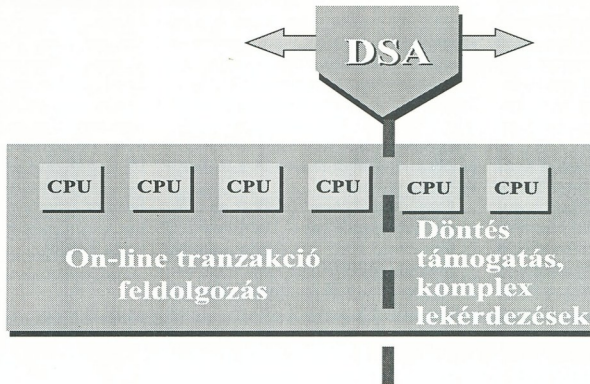 DSA
CPU CPU CPU CPU CPU CPU
On-line tranzakció
feldolgozás
Döntés
támogatás,
komplex
lekérdezések